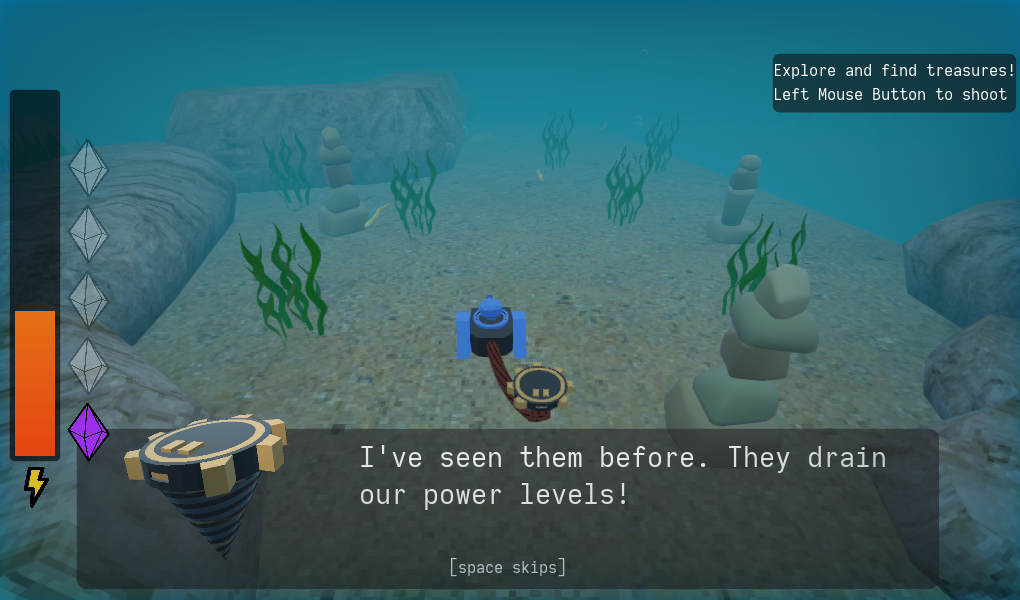 Explore and find treasures!
Left Mouse Button to shoot
I've seen them before. They drain
our power levels!
[space skips]